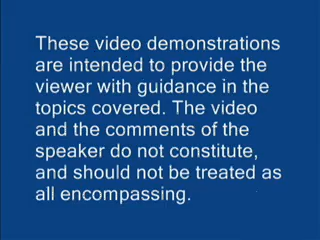 These video demonstrations
are intended to provide the
viewer with guidance in the
topics covered. The video
and the comments of the
speaker do not constitute,
and should not be treated as
all encompassing.